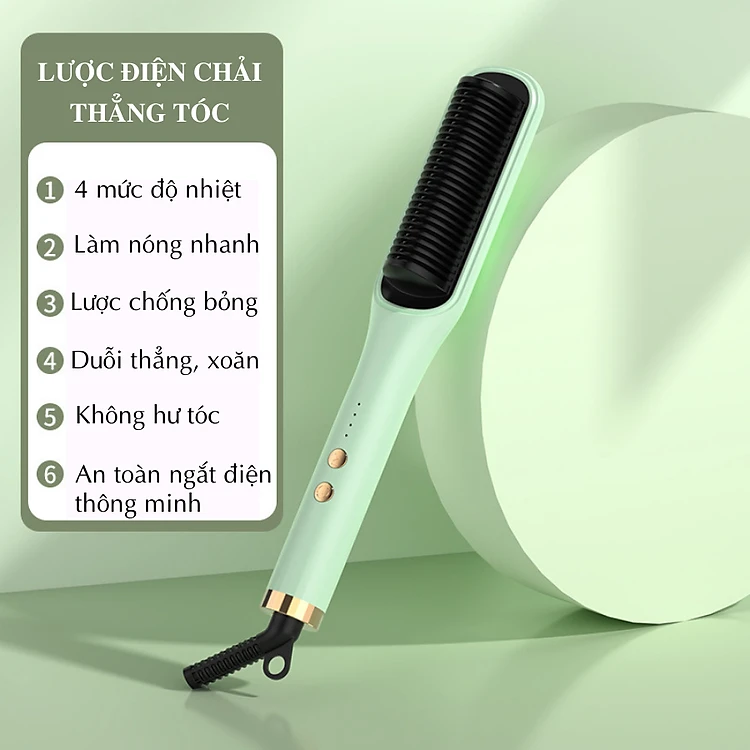 LƯỢC ĐIỆN CHẢI
THẲNG TÓC
1 4 mức độ nhiệt
2 Làm nóng nhanh
3 Lược chống bỏng
4 Duỗi thẳng, xoăn
5 Không hư tóc
6 An toàn ngắt điện
thông minh